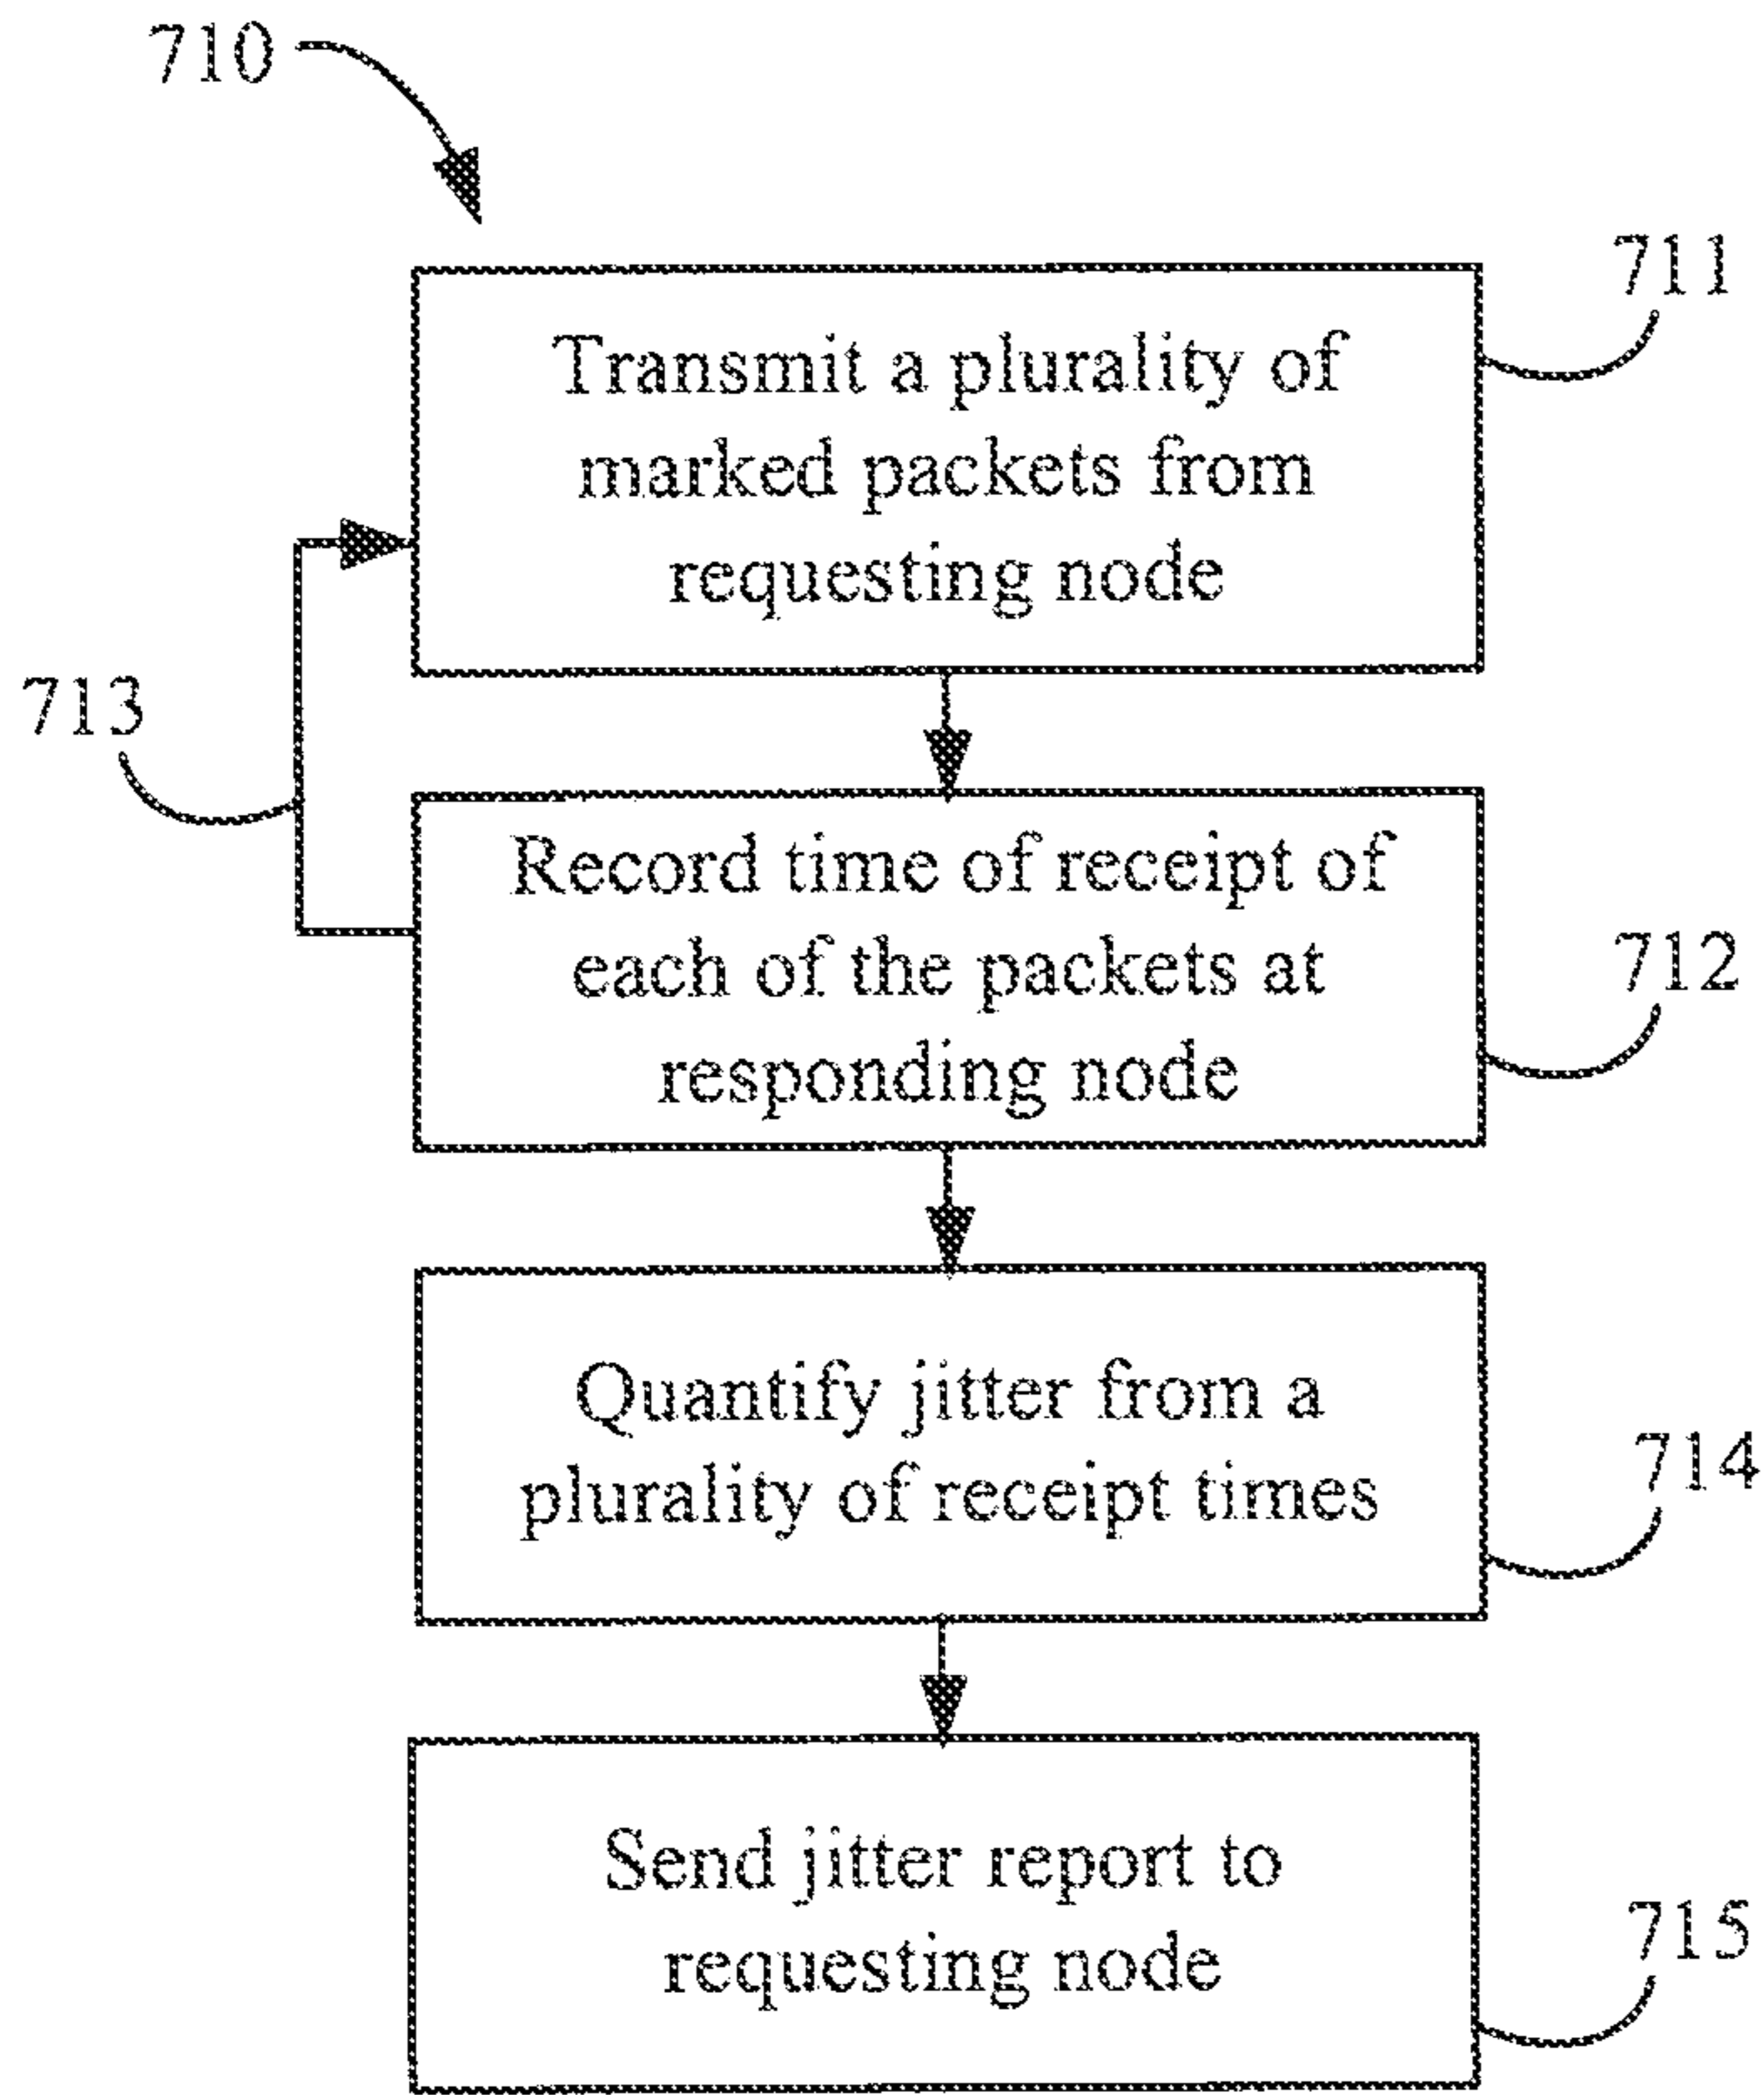 710
711
Transmit a plurality of
marked packets from
requesting node
713
Record time of receipt of
each of the packets at
responding node
712
Quantify jitter from a
plurality of receipt times
714
Send jitter report to
requesting node
715